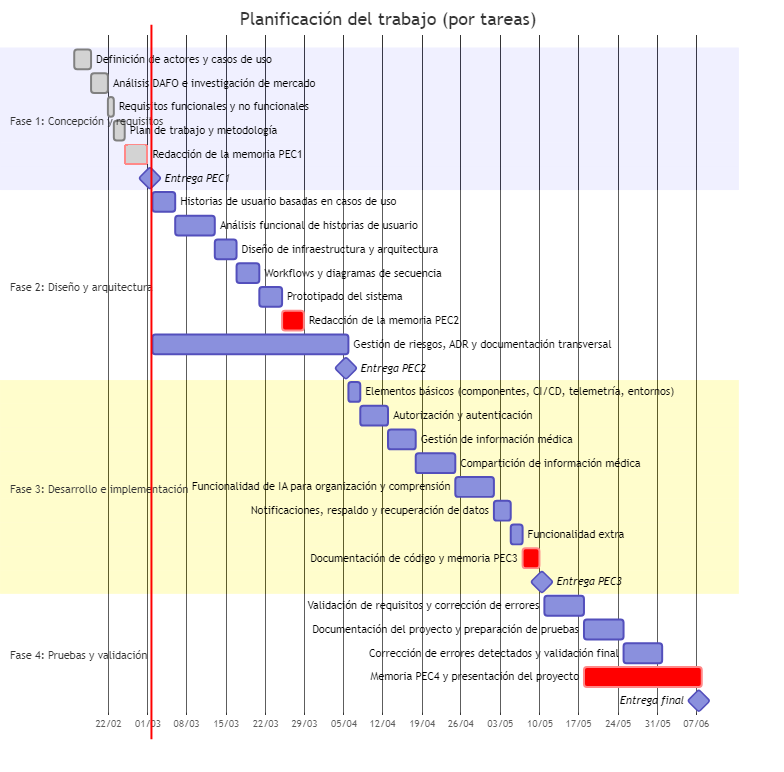 Planificación del trabajo (por tareas)
Definición de actores y casos de uso
Análisis DAFO e investigación de mercado
Requisitos funcionales y no funcionales
Fase 1: Concepción y requisitos
Plan de trabajo y metodología
Redacción de la memoria PEC1
Entrega PEC1
Historias de usuario basadas en casos de uso
Análisis funcional de historias de usuario
Diseño de infraestructura y arquitectura
Workflows y diagramas de secuencia
Fase 2: Diseño y arquitectura
Prototipado del sistema
Redacción de la memoria PEC2
Gestión de riesgos, ADR y documentación transversal
Entrega PEC2
Elementos básicos (componentes, CI/CD, telemetría, entornos)
Autorización y autenticación
Gestión de información médica
Compartición de información médica
Funcionalidad de IA para organización y comprensión
Fase 3: Desarrollo e implementación
Notificaciones, respaldo y recuperación de datos
Funcionalidad extra
Documentación de código y memoria PEC3
Entrega PEC3
Validación de requisitos y corrección de errores
Documentación del proyecto y preparación de pruebas
Corrección de errores detectados y validación final
Fase 4: Pruebas y validación
Memoria PEC4 y presentación del proyecto
Entrega final
22/02 01/03 08/03 15/03 22/03 29/03 05/04 12/04 19/04 26/04 03/05 10/05 17/05 24/05 31/05 07/06